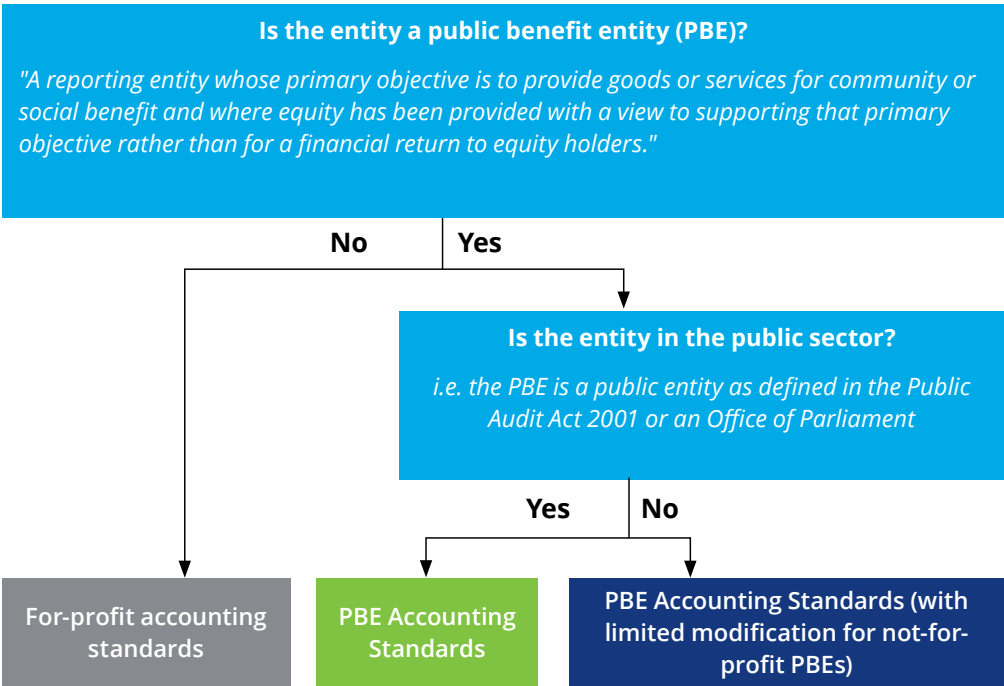 Is the entity a public benefit entity (PBE)?
"A reporting entity whose primary objective is to provide goods or services for community or
social benefit and where equity has been provided with a view to supporting that primary
objective rather than for a financial return to equity holders."
No
Yes
Is the entity in the public sector?
i.e. the PBE is a public entity as defined in the Public
Audit Act 2001 or an Office of Parliament
Yes
No
For-profit accounting
standards
PBE Accounting
Standards
PBE Accounting Standards (with
limited modification for not-for-
profit PBEs)